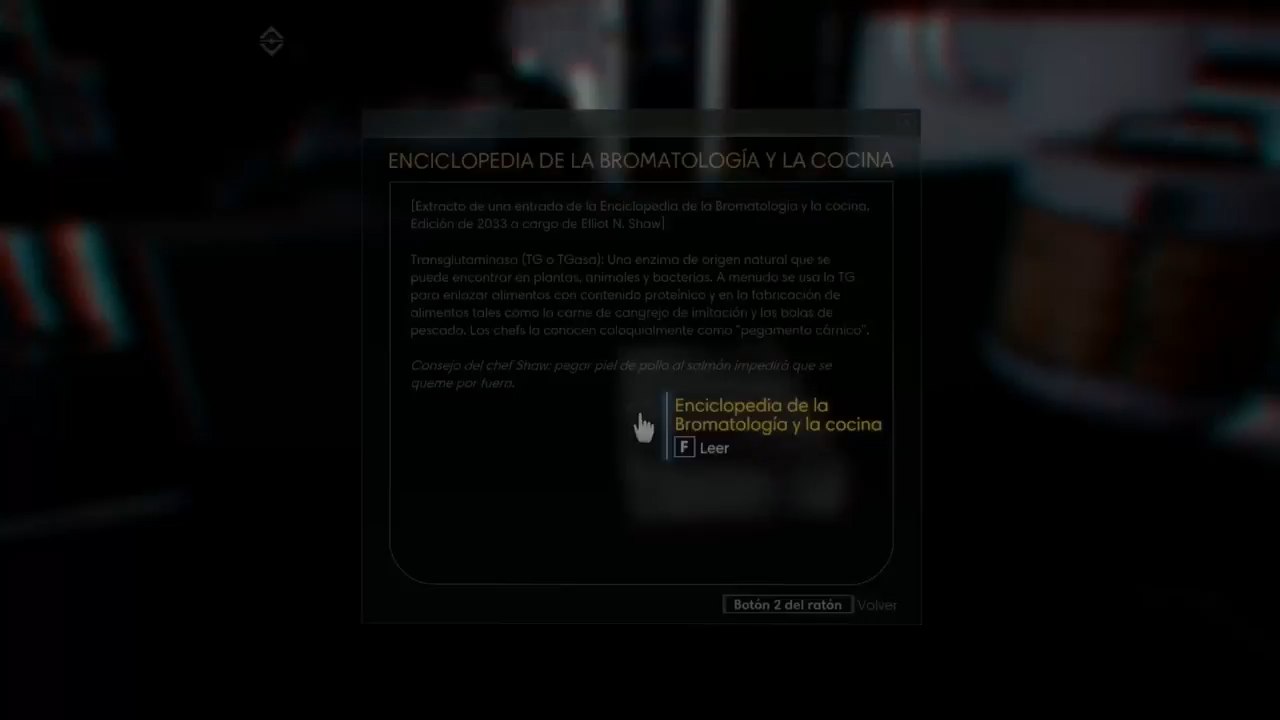 ENCICLOPEDIA DE LA BROMATOLOGÍA Y LA COCINA
[Extracto de una entrada de la Enciclopedia de la Bromatología y la cocina,
Edición de 2033 a cargo de Elliot N. Shaw]
Transglutaminasa (TG o TGasa): Una enzima de origen natural que se
puede encontrar en plantas, animales y bacterias. A menudo se usa la TG
para enlazar alimentos con contenido proteínico y en la fabricación de
alimentos tales como la carne de cangrejo de imitación y las bolas de
pescado. Los chefs la conocen coloquialmente como "pegamento cárnico".
Consejo del chef Shaw: pegar piel de pollo al salmón impedirá que se
queme por fuera.
Enciclopedia de la
Bromatología y la cocina
F Leer
Botón 2 del ratón Volver